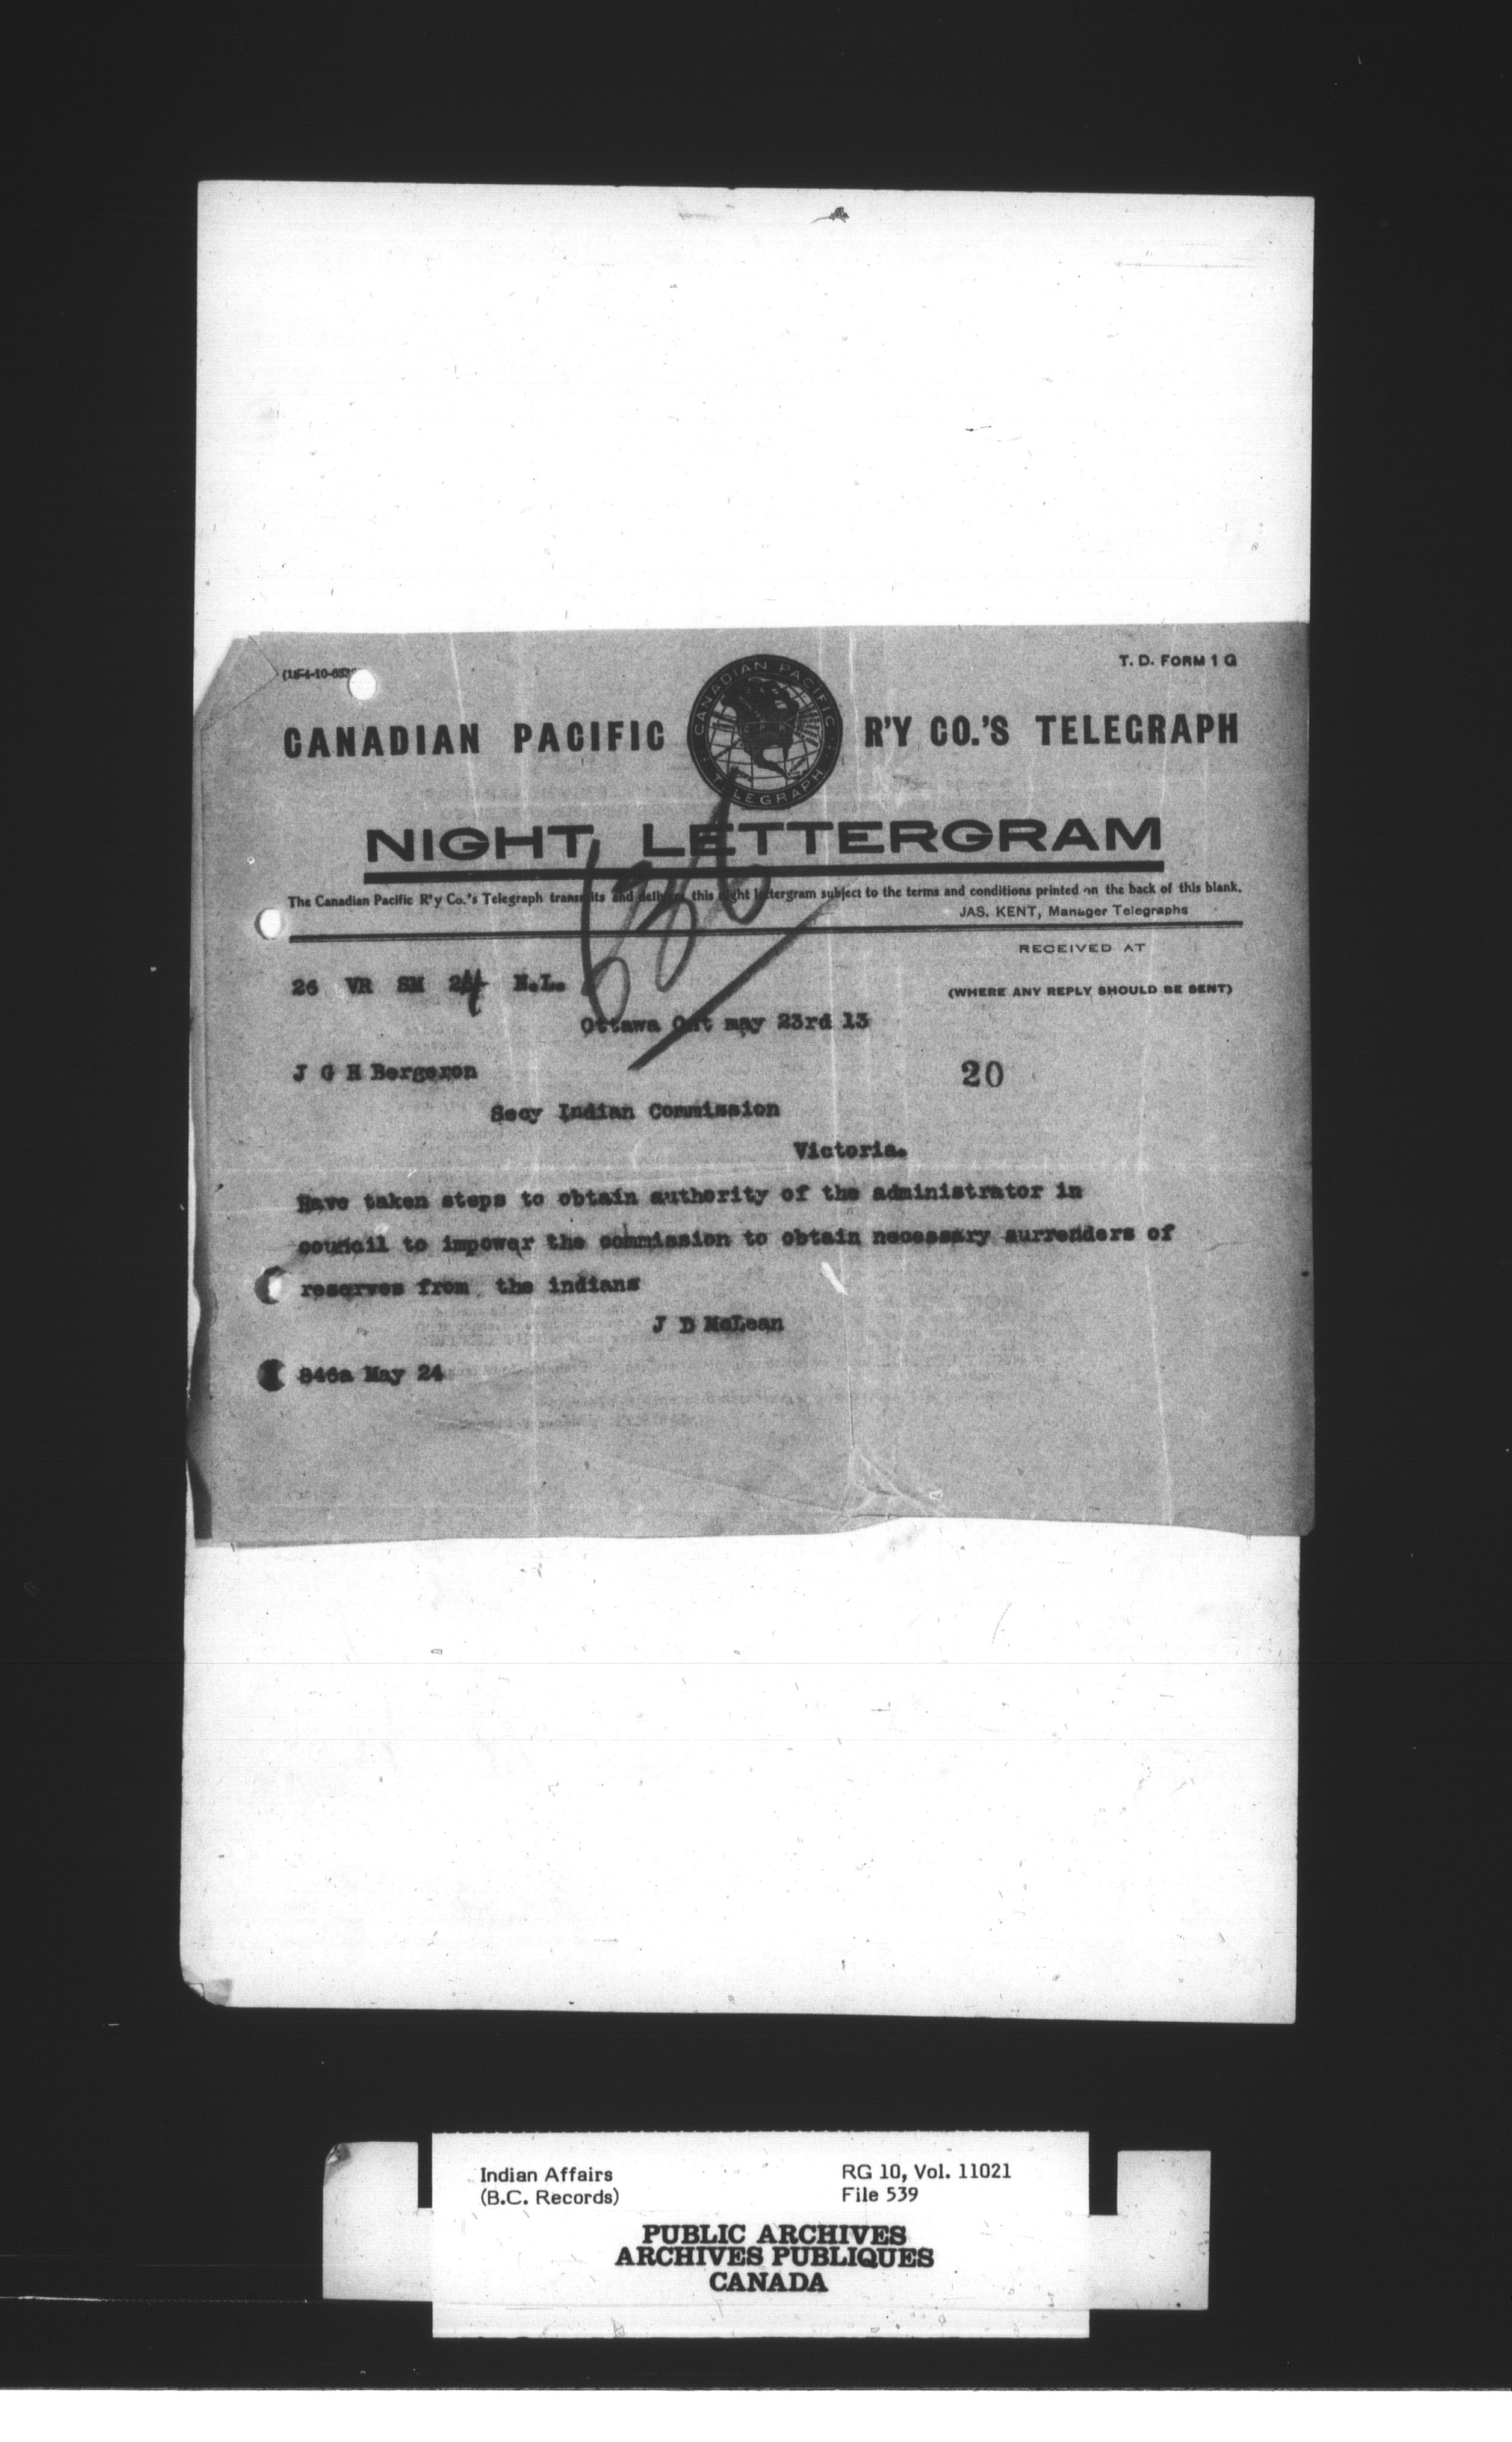 T. D. FORM 1 G
CANADIAN PACIFIC R'Y CO.'S TELEGRAPH
CANADIAN PACIFIC
TELEGRAPH
NIGHT LETTERGRAM
The Canadian Pacific R'y Co.'s Telegraph transmits and delivers this night lettergram subject to the terms and conditions printed on the back of this blank.
JAS. KENT, Manager Telegraphs
RECEIVED AT
26 VR SM 24 N.L.
(WHERE ANY REPLY SHOULD BE SENT)
Ottawa Ont may 23rd 13
J G H Bergeron
20
Secy Indian Commission
Victoria.
Have taken steps to obtain authority of the administrator in
council to impower the commission to obtain necessary surrenders of
reserves from the indians
J D McLean
846a May 24
Indian Affairs
(B.C. Records)
RG 10, Vol. 11021
File 539
PUBLIC ARCHIVES
ARCHIVES PUBLIQUES
CANADA